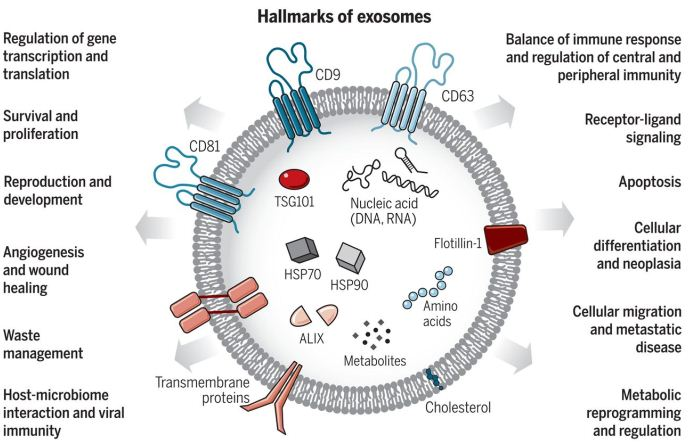 Hallmarks of exosomes
Regulation of gene
transcription and
translation
Survival and
proliferation
Reproduction and
development
Angiogenesis
and wound
healing
Waste
management
Host-microbiome
interaction and viral
immunity
CD9
CD63
CD81
TSG101
Nucleic acid
(DNA, RNA)
Flotillin-1
HSP70
HSP90
Amino
acids
ALIX
Metabolites
Transmembrane
proteins
Cholesterol
Balance of immune response
and regulation of central and
peripheral immunity
Receptor-ligand
signaling
Apoptosis
Cellular
differentiation
and neoplasia
Cellular migration
and metastatic
disease
Metabolic
reprogramming
and regulation